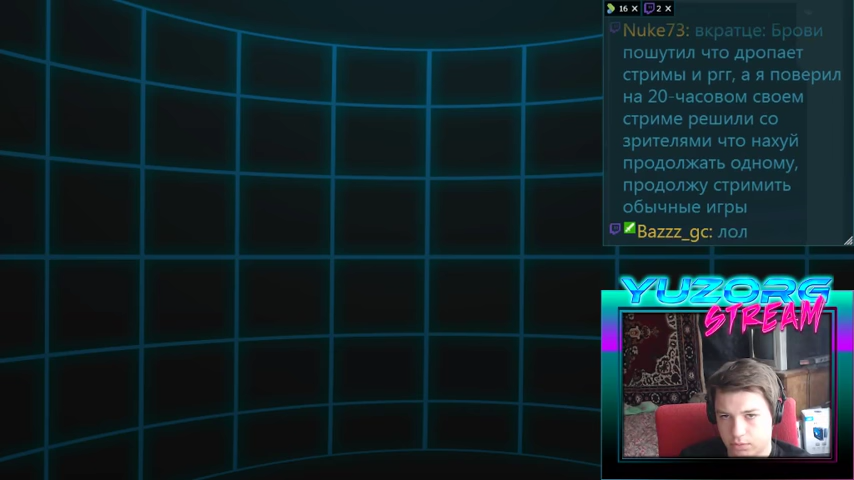 16 × 2 ×
Nuke73: вкратце: Брови
пошутил что дропает
стримы и ргг, а я поверил
на 20-часовом своем
стриме решили со
зрителями что нахуй
продолжать одному,
продолжу стримить
обычные игры
Bazzz_gc: лол
YUZORG
STREAM